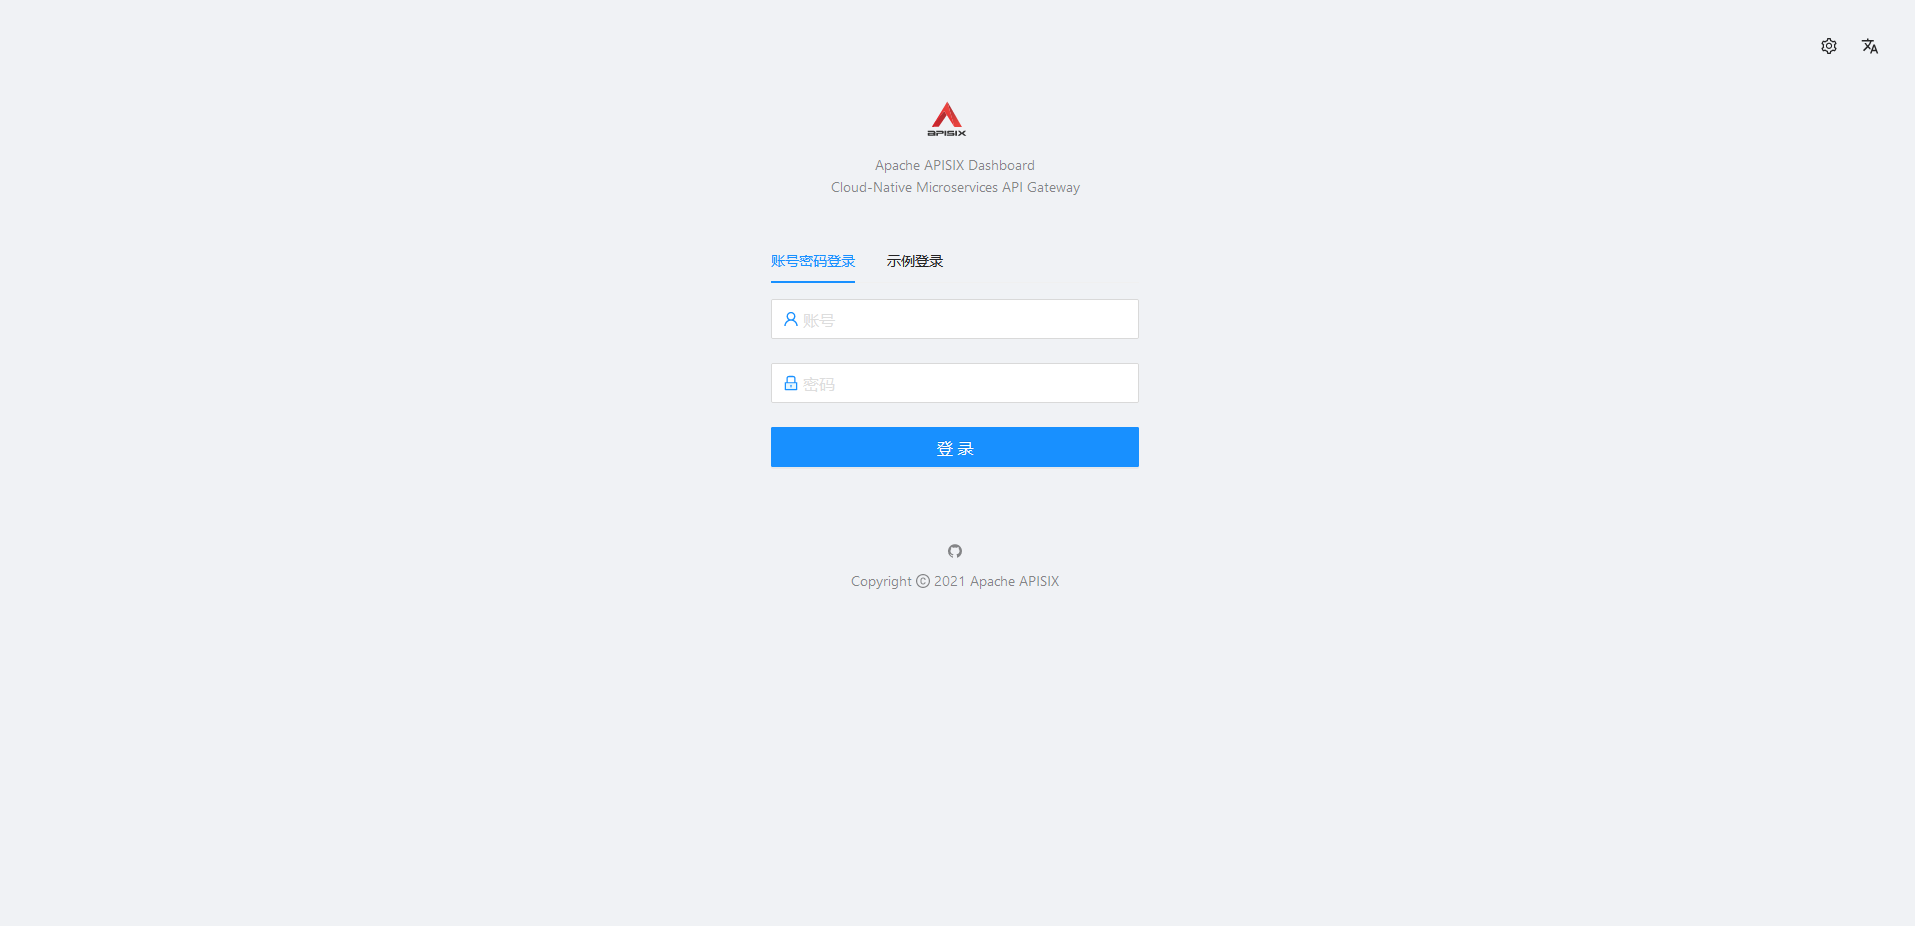 APISIX
Apache APISIX Dashboard
Cloud-Native Microservices API Gateway
账号密码登录 示例登录
账号
密码
登 录
Copyright © 2021 Apache APISIX